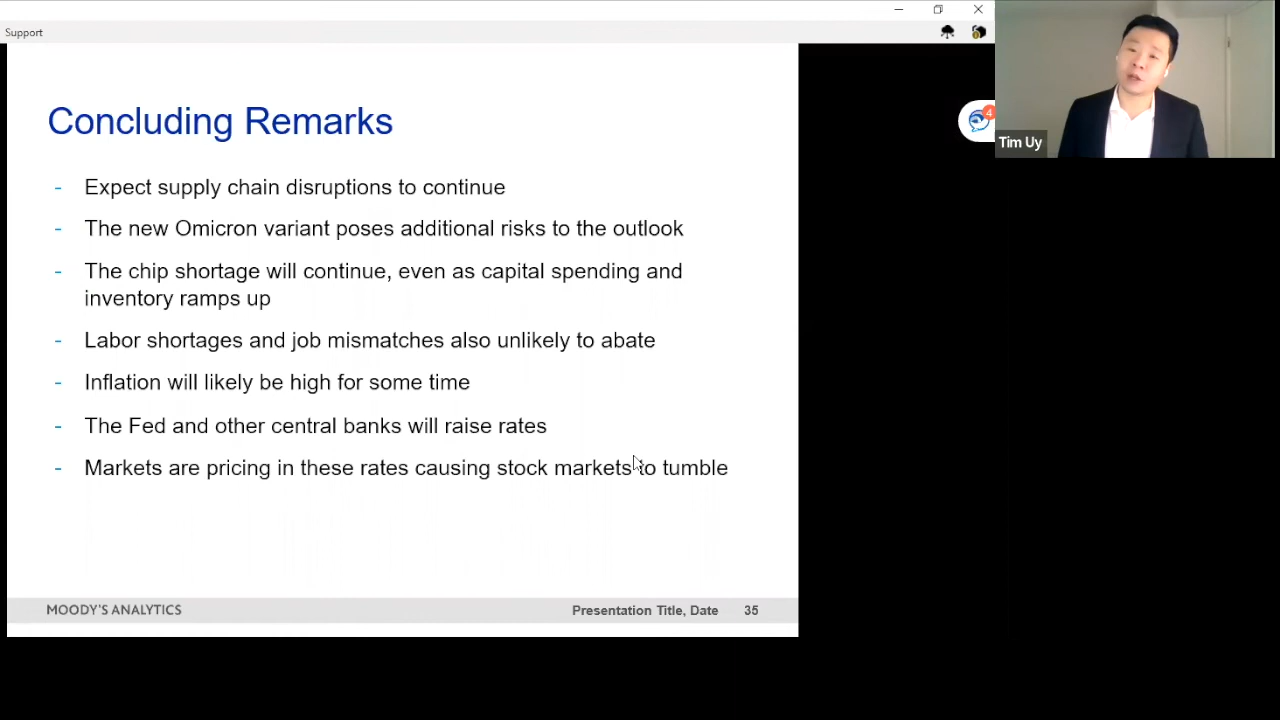 Support
Concluding Remarks
- Expect supply chain disruptions to continue
- The new Omicron variant poses additional risks to the outlook
- The chip shortage will continue, even as capital spending and
inventory ramps up
- Labor shortages and job mismatches also unlikely to abate
- Inflation will likely be high for some time
- The Fed and other central banks will raise rates
- Markets are pricing in these rates causing stock markets to tumble
MOODY'S ANALYTICS
Presentation Title, Date 35
4
Tim Uy